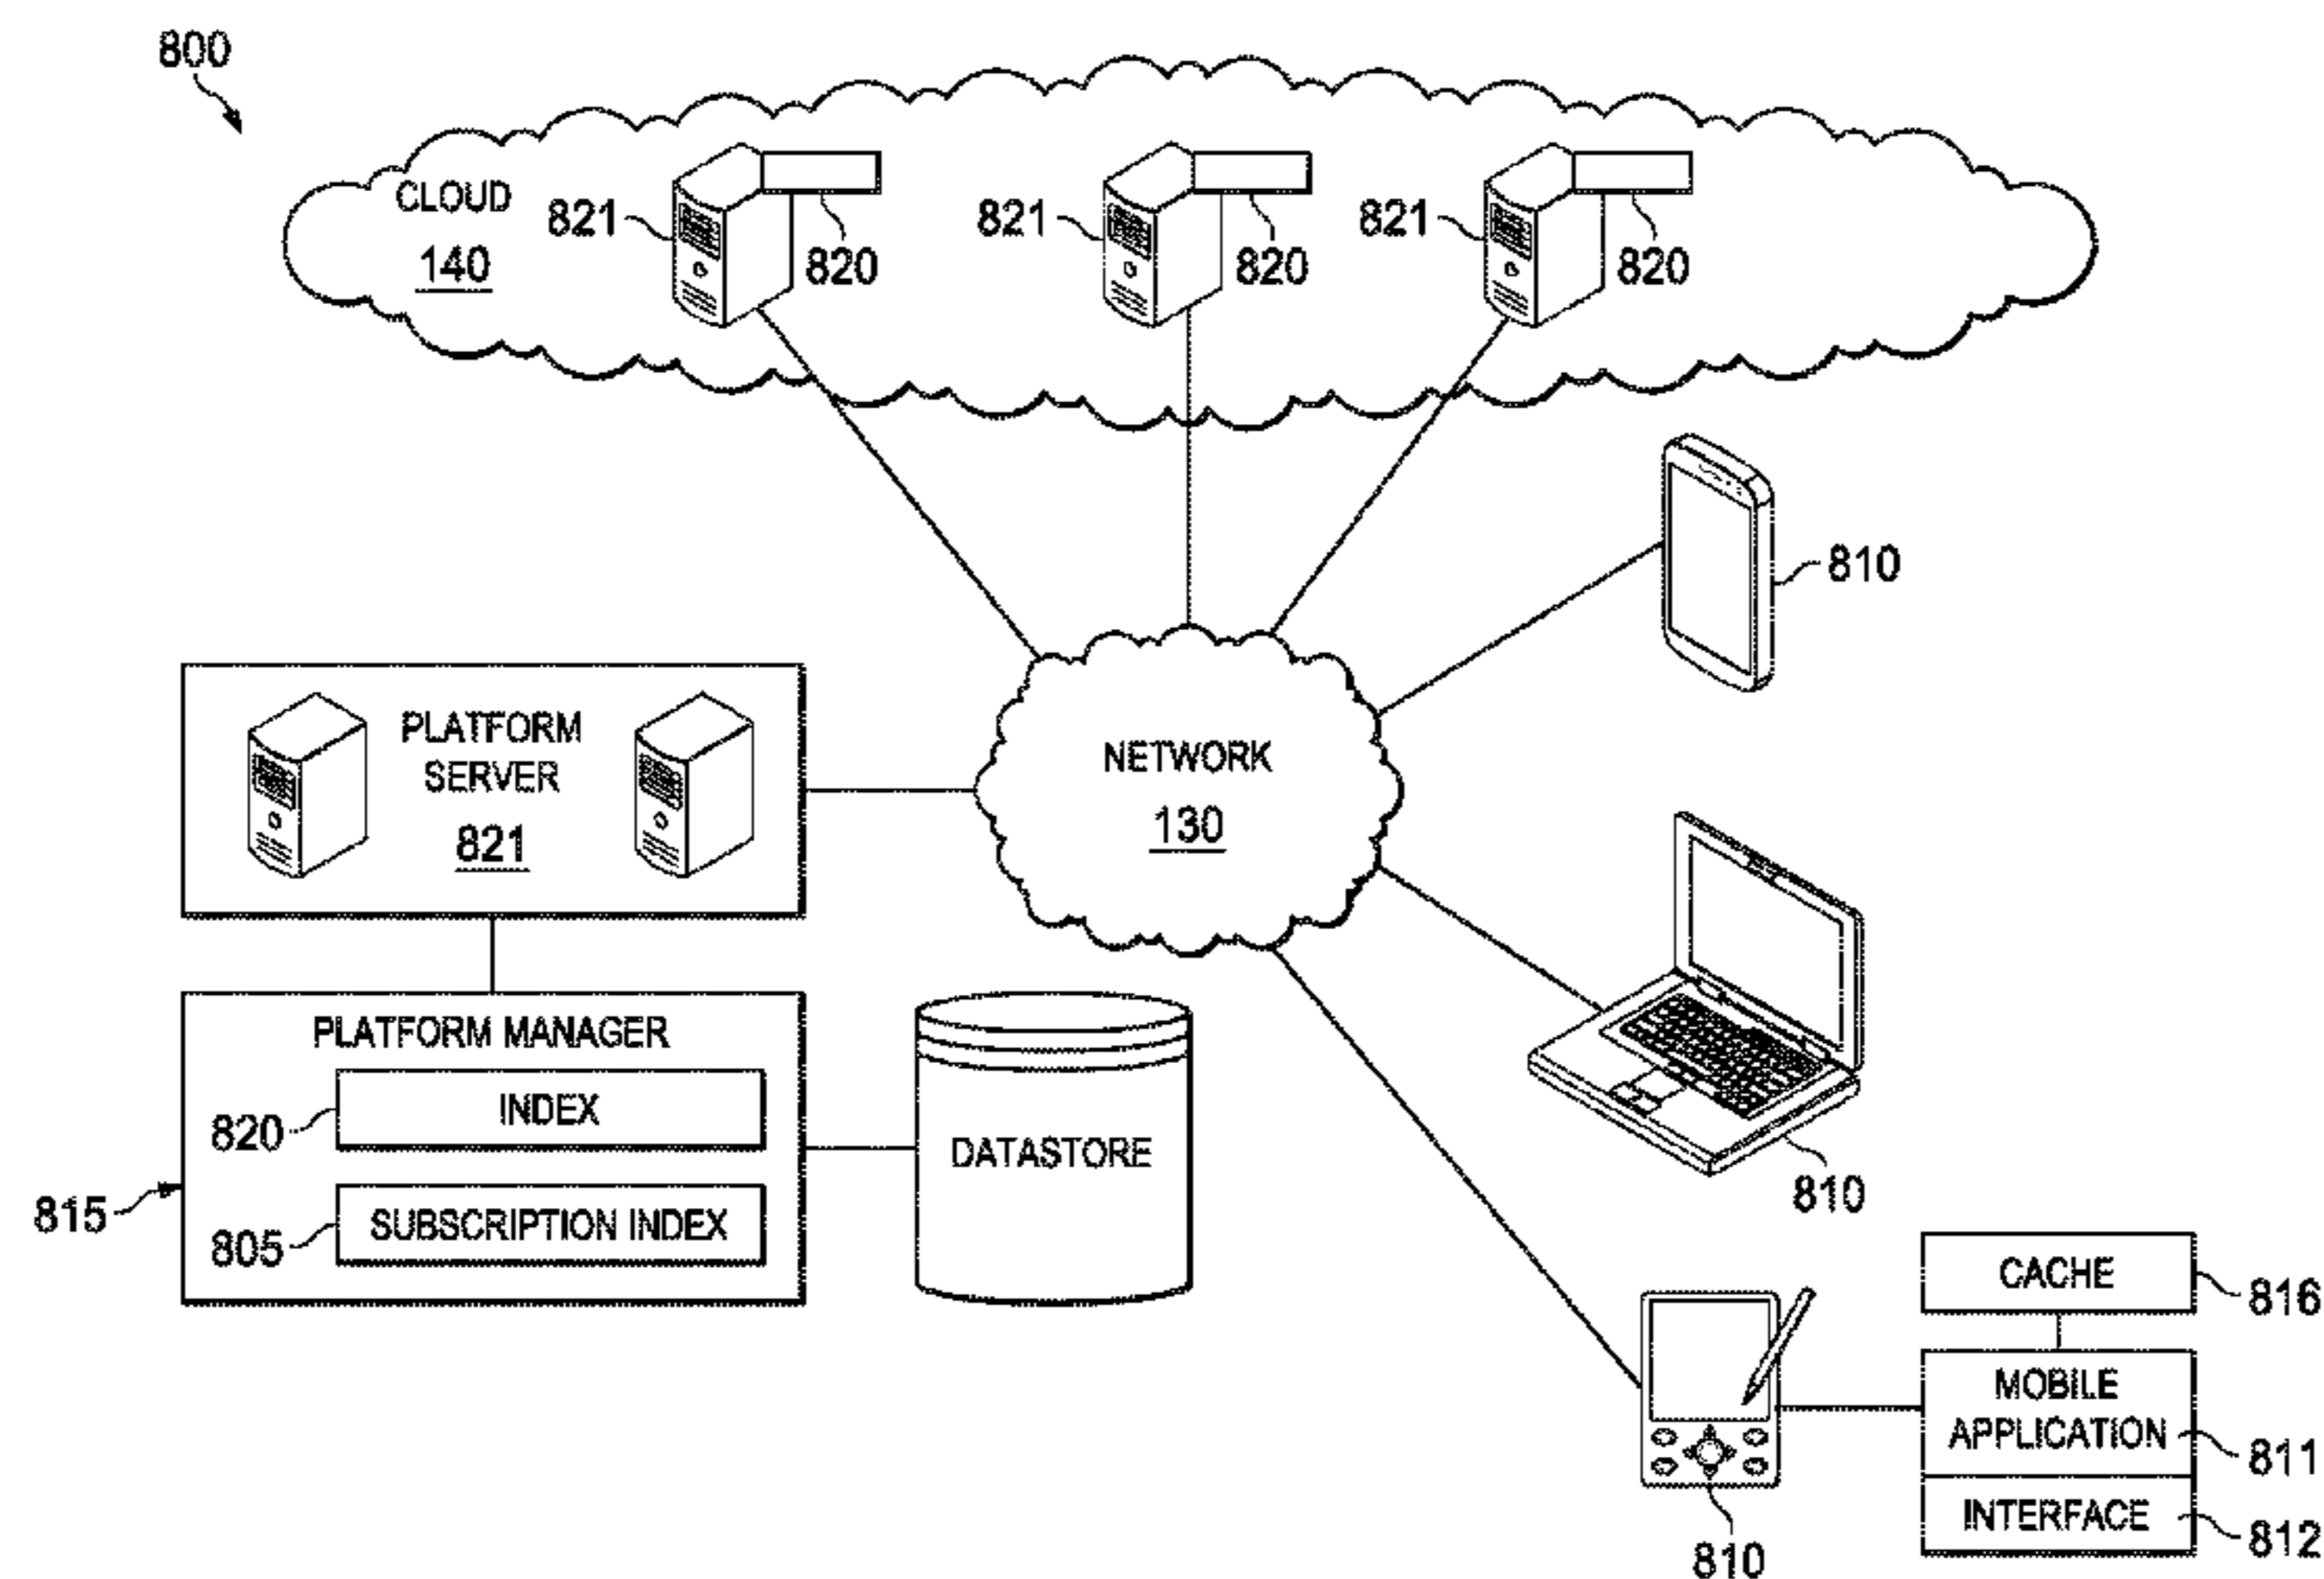 800
CLOUD
140
821
820
821
820
821
820
810
PLATFORM
SERVER
821
NETWORK
130
PLATFORM MANAGER
INDEX
820
SUBSCRIPTION INDEX
805
815
DATASTORE
810
CACHE
816
MOBILE
APPLICATION
811
INTERFACE
812
810